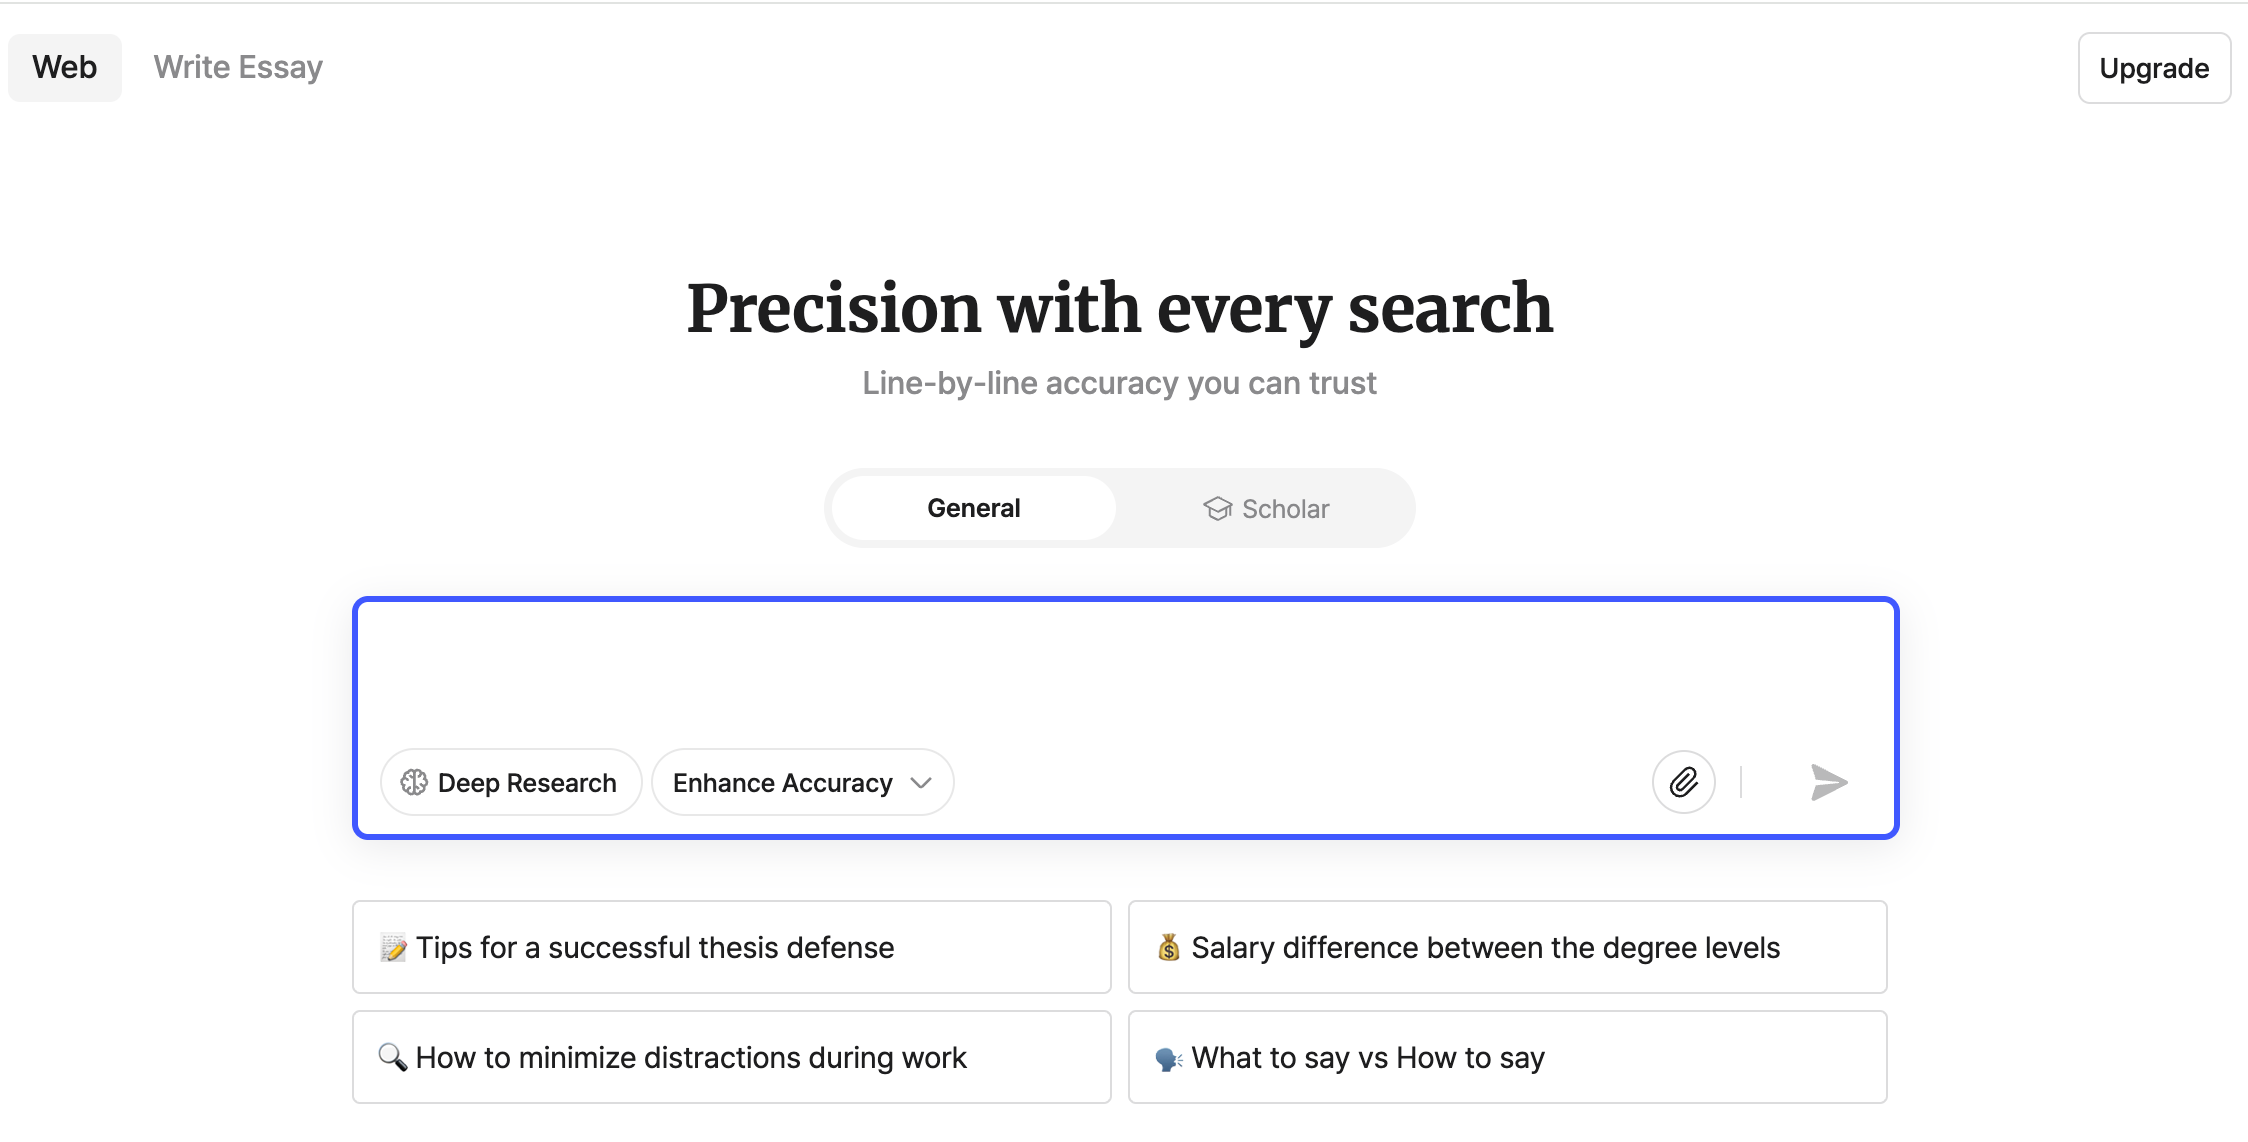 Web
Write Essay
Upgrade
Precision with every search
Line-by-line accuracy you can trust
General
Scholar
Deep Research
Enhance Accuracy
📝 Tips for a successful thesis defense
💰 Salary difference between the degree levels
🔍 How to minimize distractions during work
🗣️ What to say vs How to say